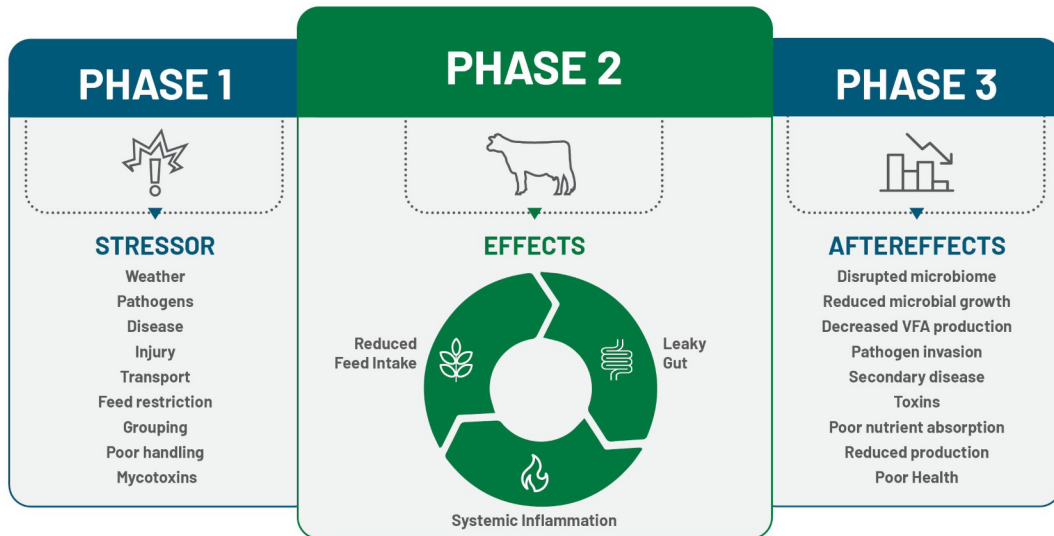 PHASE 1
STRESSOR
Weather
Pathogens
Disease
Injury
Transport
Feed restriction
Grouping
Poor handling
Mycotoxins
PHASE 2
EFFECTS
Reduced
Feed Intake
Leaky
Gut
Systemic Inflammation
PHASE 3
AFTEREFFECTS
Disrupted microbiome
Reduced microbial growth
Decreased VFA production
Pathogen invasion
Secondary disease
Toxins
Poor nutrient absorption
Reduced production
Poor Health